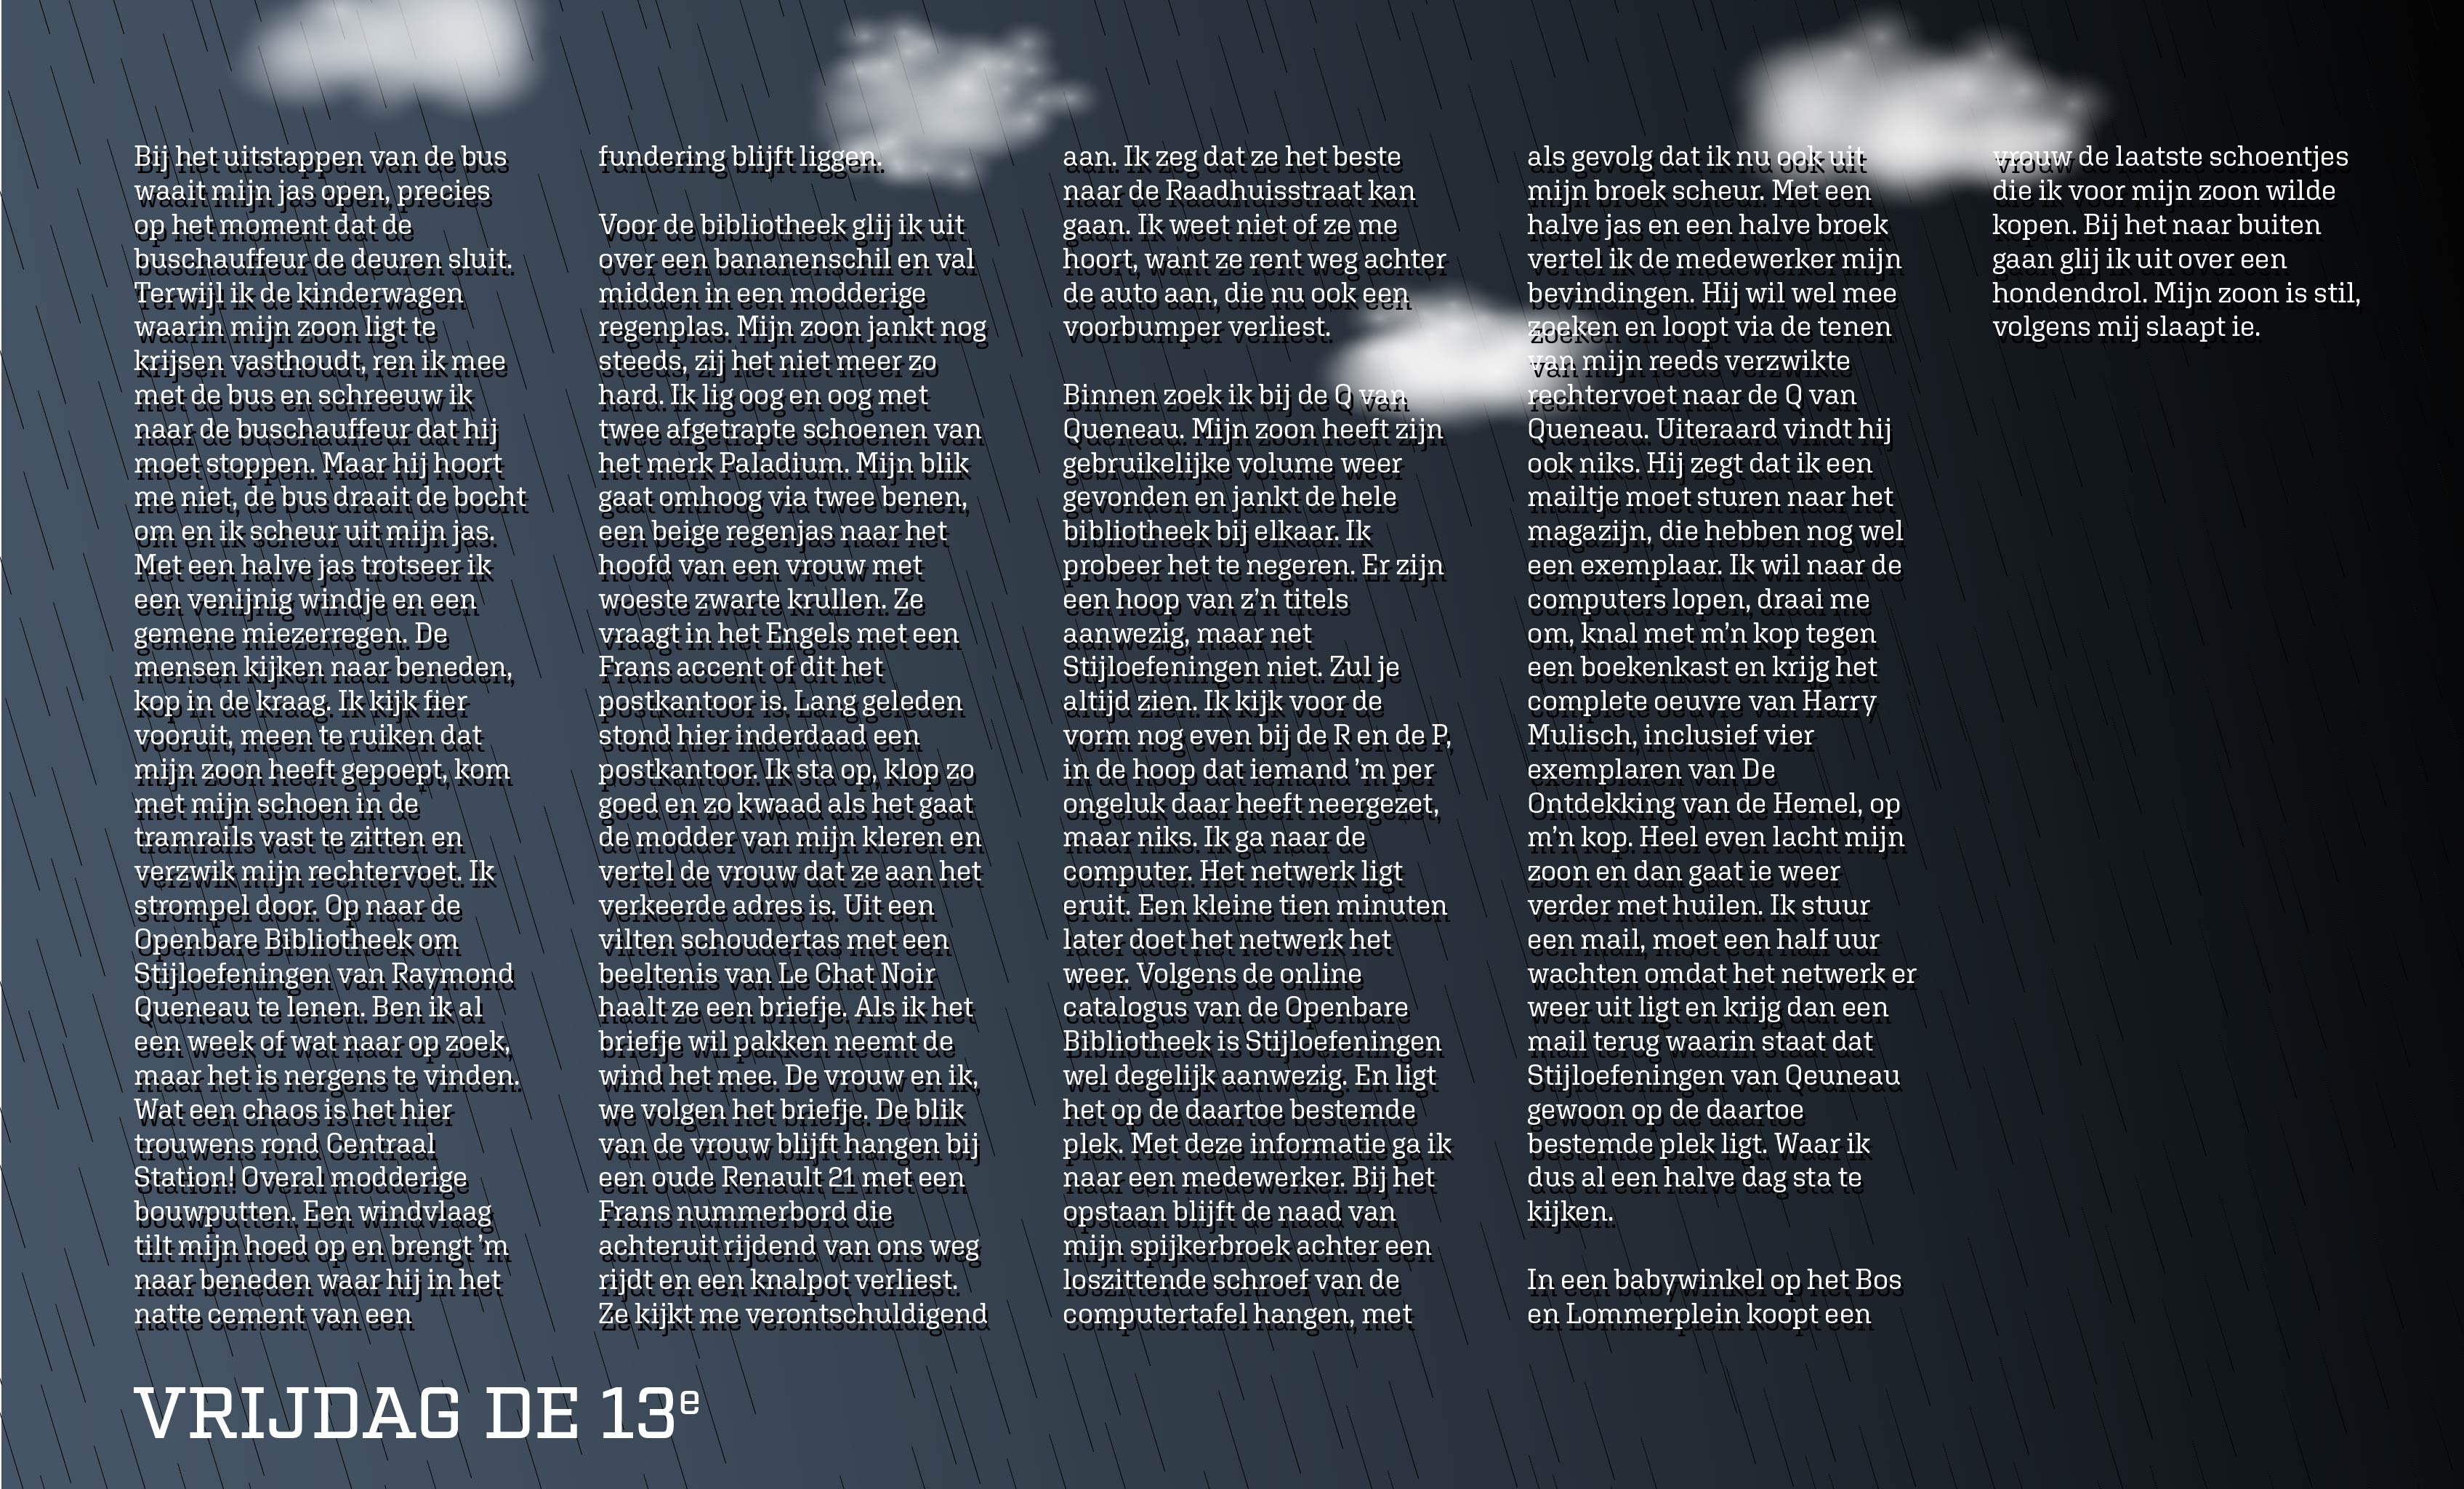 Bij het uitstappen van de bus
waait mijn jas open, precies
op het moment dat de
buschauffeur de deuren sluit.
Terwijl ik de kinderwagen
waarin mijn zoon ligt te
krijsen vasthoudt, ren ik mee
met de bus en schreeuw ik
naar de buschauffeur dat hij
moet stoppen. Maar hij hoort
me niet, de bus draait de bocht
om en ik scheur uit mijn jas.
Met een halve jas trotseer ik
een venijnig windje en een
gemene miezerregen. De
mensen kijken naar beneden,
kop in de kraag. Ik kijk fier
vooruit, meen te ruiken dat
mijn zoon heeft gepoept, kom
met mijn schoen in de
tramrails vast te zitten en
verzwik mijn rechtervoet. Ik
strompel door. Op naar de
Openbare Bibliotheek om
Stijloefeningen van Raymond
Queneau te lenen. Ben ik al
een week of wat naar op zoek,
maar het is nergens te vinden.
Wat een chaos is het hier
trouwens rond Centraal
Station! Overal modderige
bouwputten. Een windvlaag
tilt mijn hoed op en brengt ’m
naar beneden waar hij in het
natte cement van een
fundering blijft liggen.
Voor de bibliotheek glij ik uit
over een bananenschil en val
midden in een modderige
regenplas. Mijn zoon jankt nog
steeds, zij het niet meer zo
hard. Ik lig oog en oog met
twee afgetrapte schoenen van
het merk Paladium. Mijn blik
gaat omhoog via twee benen,
een beige regenjas naar het
hoofd van een vrouw met
woeste zwarte krullen. Ze
vraagt in het Engels met een
Frans accent of dit het
postkantoor is. Lang geleden
stond hier inderdaad een
postkantoor. Ik sta op, klop zo
goed en zo kwaad als het gaat
de modder van mijn kleren en
vertel de vrouw dat ze aan het
verkeerde adres is. Uit een
vilten schoudertas met een
beeltenis van Le Chat Noir
haalt ze een briefje. Als ik het
briefje wil pakken neemt de
wind het mee. De vrouw en ik,
we volgen het briefje. De blik
van de vrouw blijft hangen bij
een oude Renault 21 met een
Frans nummerbord die
achteruit rijdend van ons weg
rijdt en een knalpot verliest.
Ze kijkt me verontschuldigend
aan. Ik zeg dat ze het beste
naar de Raadhuisstraat kan
gaan. Ik weet niet of ze me
hoort, want ze rent weg achter
de auto aan, die nu ook een
voorbumper verliest.
Binnen zoek ik bij de Q van
Queneau. Mijn zoon heeft zijn
gebruikelijke volume weer
gevonden en jankt de hele
bibliotheek bij elkaar. Ik
probeer het te negeren. Er zijn
een hoop van z’n titels
aanwezig, maar net
Stijloefeningen niet. Zul je
altijd zien. Ik kijk voor de
vorm nog even bij de R en de P,
in de hoop dat iemand ’m per
ongeluk daar heeft neergezet,
maar niks. Ik ga naar de
computer. Het netwerk ligt
eruit. Een kleine tien minuten
later doet het netwerk het
weer. Volgens de online
catalogus van de Openbare
Bibliotheek is Stijloefeningen
wel degelijk aanwezig. En ligt
het op de daartoe bestemde
plek. Met deze informatie ga ik
naar een medewerker. Bij het
opstaan blijft de naad van
mijn spijkerbroek achter een
loszittende schroef van de
computertafel hangen, met
als gevolg dat ik nu ook uit
mijn broek scheur. Met een
halve jas en een halve broek
vertel ik de medewerker mijn
bevindingen. Hij wil wel mee
zoeken en loopt via de tenen
van mijn reeds verzwikte
rechtervoet naar de Q van
Queneau. Uiteraard vindt hij
ook niks. Hij zegt dat ik een
mailtje moet sturen naar het
magazijn, die hebben nog wel
een exemplaar. Ik wil naar de
computers lopen, draai me
om, knal met m’n kop tegen
een boekenkast en krijg het
complete oeuvre van Harry
Mulisch, inclusief vier
exemplaren van De
Ontdekking van de Hemel, op
m’n kop. Heel even lacht mijn
zoon en dan gaat ie weer
verder met huilen. Ik stuur
een mail, moet een half uur
wachten omdat het netwerk er
weer uit ligt en krijg dan een
mail terug waarin staat dat
Stijloefeningen van Qeuneau
gewoon op de daartoe
bestemde plek ligt. Waar ik
dus al een halve dag sta te
kijken.
In een babywinkel op het Bos
en Lommerplein koopt een
vrouw de laatste schoentjes
die ik voor mijn zoon wilde
kopen. Bij het naar buiten
gaan glij ik uit over een
hondendrol. Mijn zoon is stil,
volgens mij slaapt ie.
VRIJDAG DE 13e